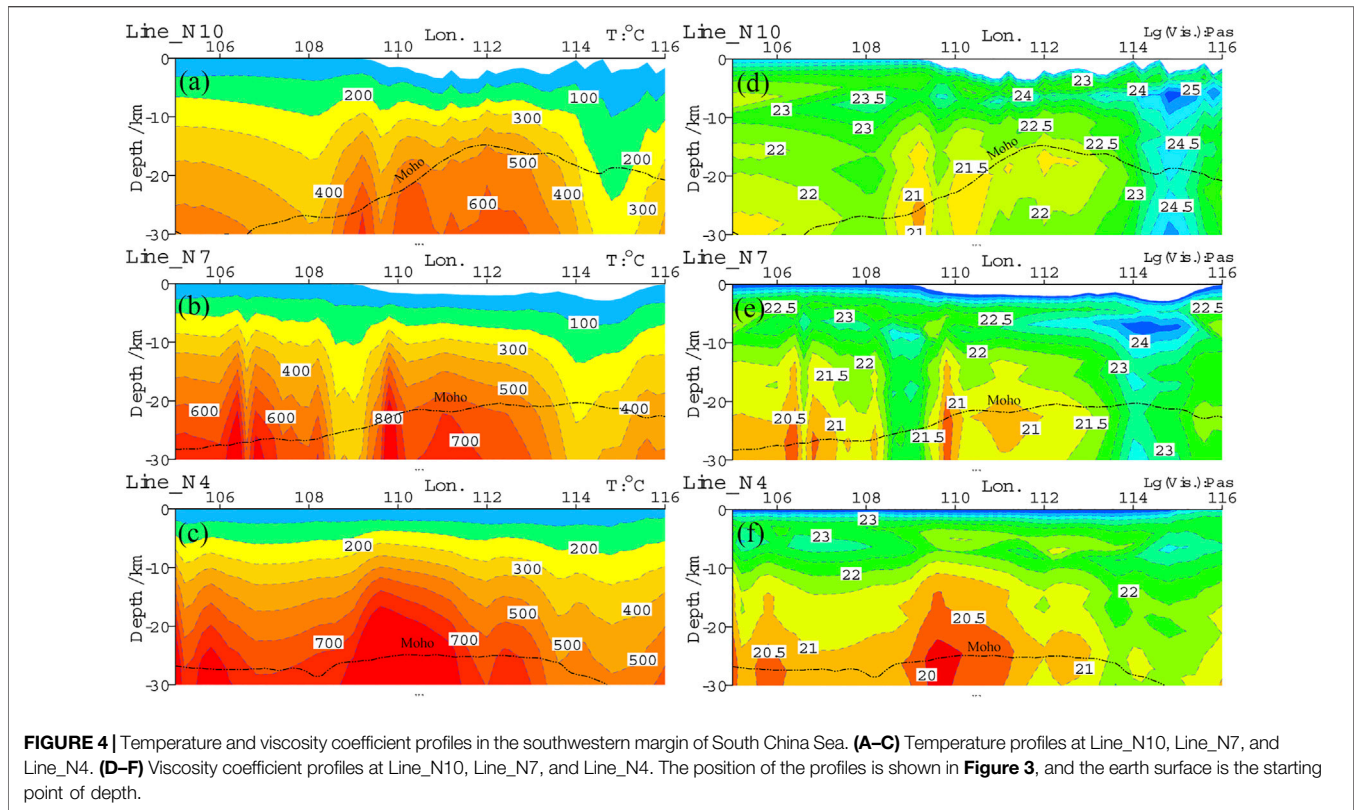 Line_N10 Lon. T:°C
106 108 110 112 114 116
(a)
200
100
300
500
200
400
400
600
300
Moho
Depth /km
0
-10
-20
-30
Line_N10 Lon. Lg(Vis.):Pas
106 108 110 112 114 116
(d)
23
24
25
23
23.5
24
23
22.5
22.5
24.5
22
21.5
22
21
22
23
24.5
21
Moho
Depth /km
0
-10
-20
-30
Line_N7 Lon. T:°C
106 108 110 112 114 116
(b)
100
300
400
500
600
600
800
400
700
Moho
Depth /km
0
-10
-20
-30
Line_N7 Lon. Lg(Vis.):Pas
106 108 110 112 114 116
(e)
22.5
23
22.5
22.5
24
22
22
23
21.5
21
20.5
21
21.5
21
21.5
23
Moho
Depth /km
0
-10
-20
-30
Line_N4 Lon. T:°C
106 108 110 112 114 116
(c)
200
200
300
400
500
500
700
700
500
500
Moho
Depth /km
0
-10
-20
-30
Line_N4 Lon. Lg(Vis.):Pas
106 108 110 112 114 116
(f)
23
23
22
22
20.5
20.5
21
20
21
Moho
Depth /km
0
-10
-20
-30
FIGURE 4 | Temperature and viscosity coefficient profiles in the southwestern margin of South China Sea. (A–C) Temperature profiles at Line_N10, Line_N7, and
Line_N4. (D–F) Viscosity coefficient profiles at Line_N10, Line_N7, and Line_N4. The position of the profiles is shown in Figure 3, and the earth surface is the starting
point of depth.